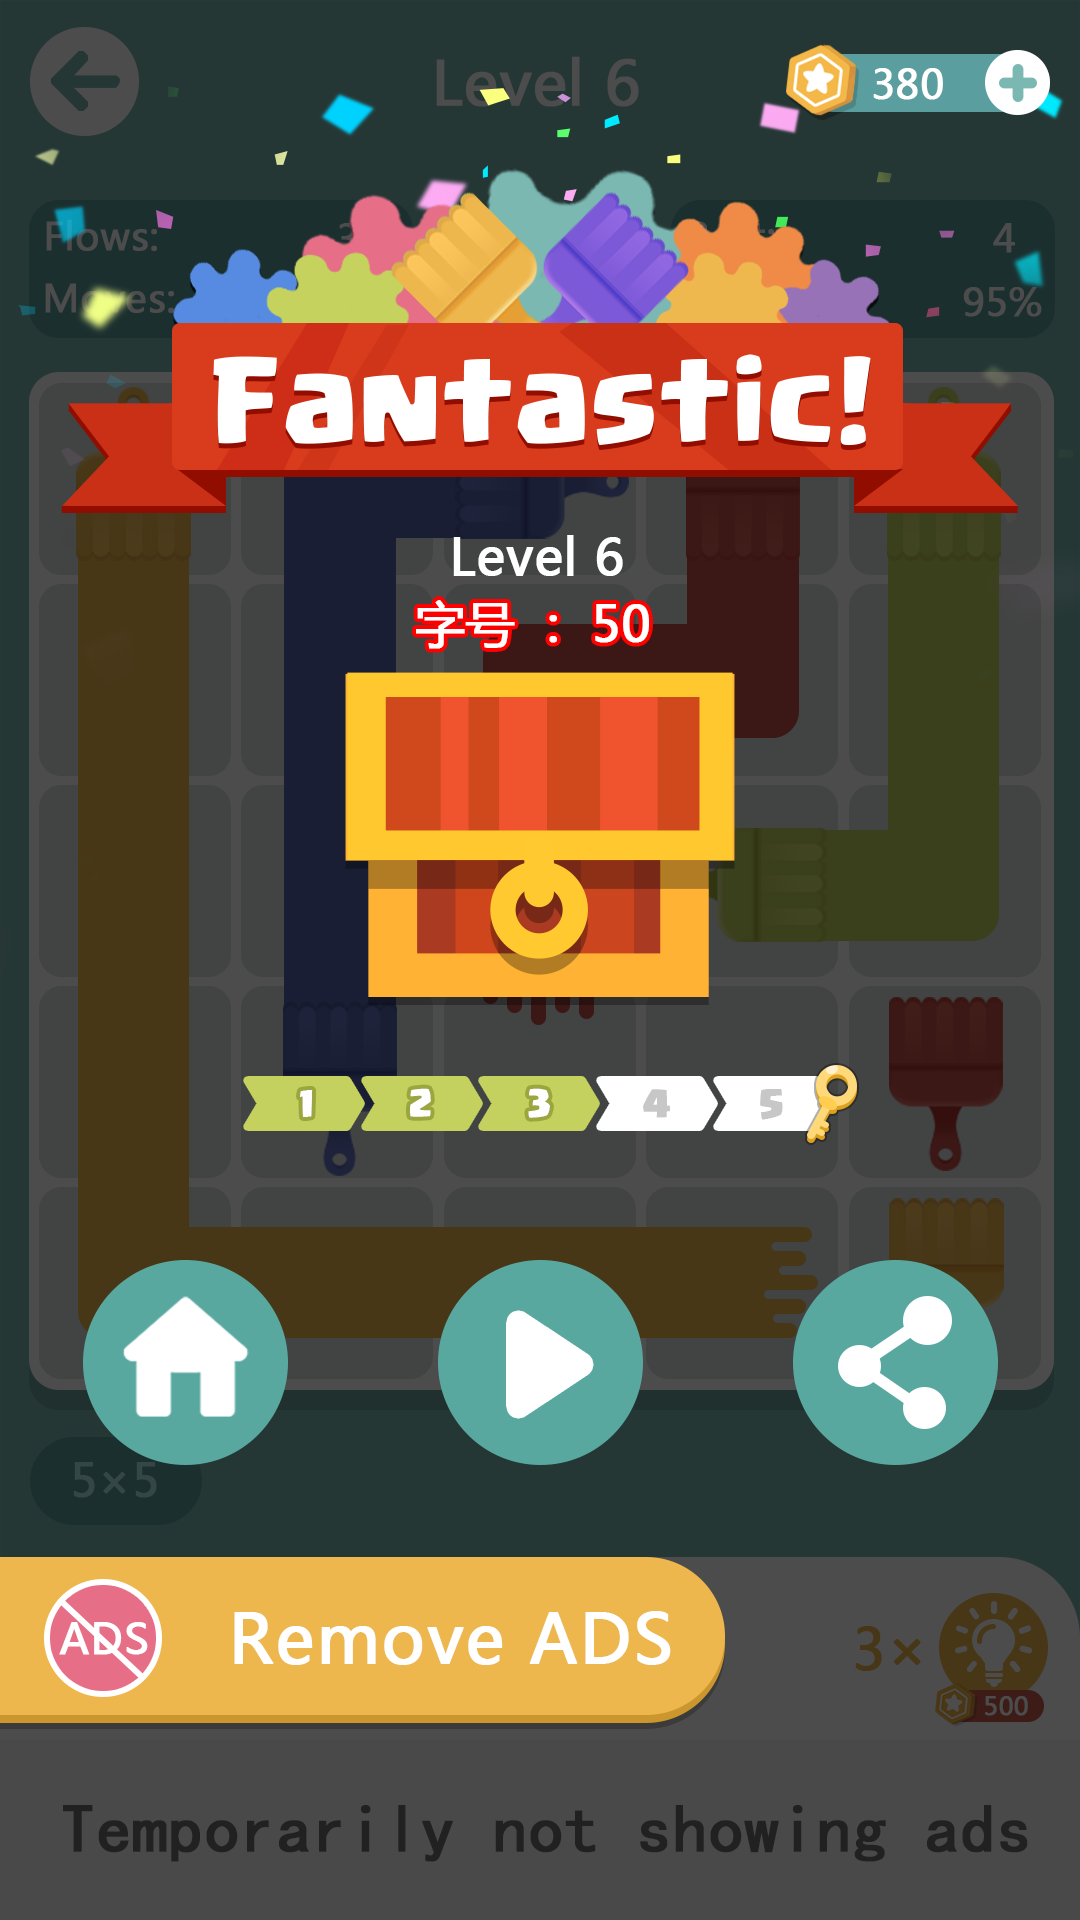 Level 6
380
Flows:
4
95%
Fantastic!
Level 6
字号 : 50
1 2 3 4 5
5×5
ADS
Remove ADS
3×
500
Temporarily not showing ads